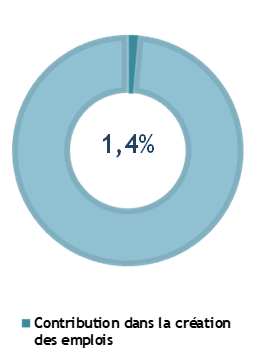 1,4%
Contribution dans la création
des emplois